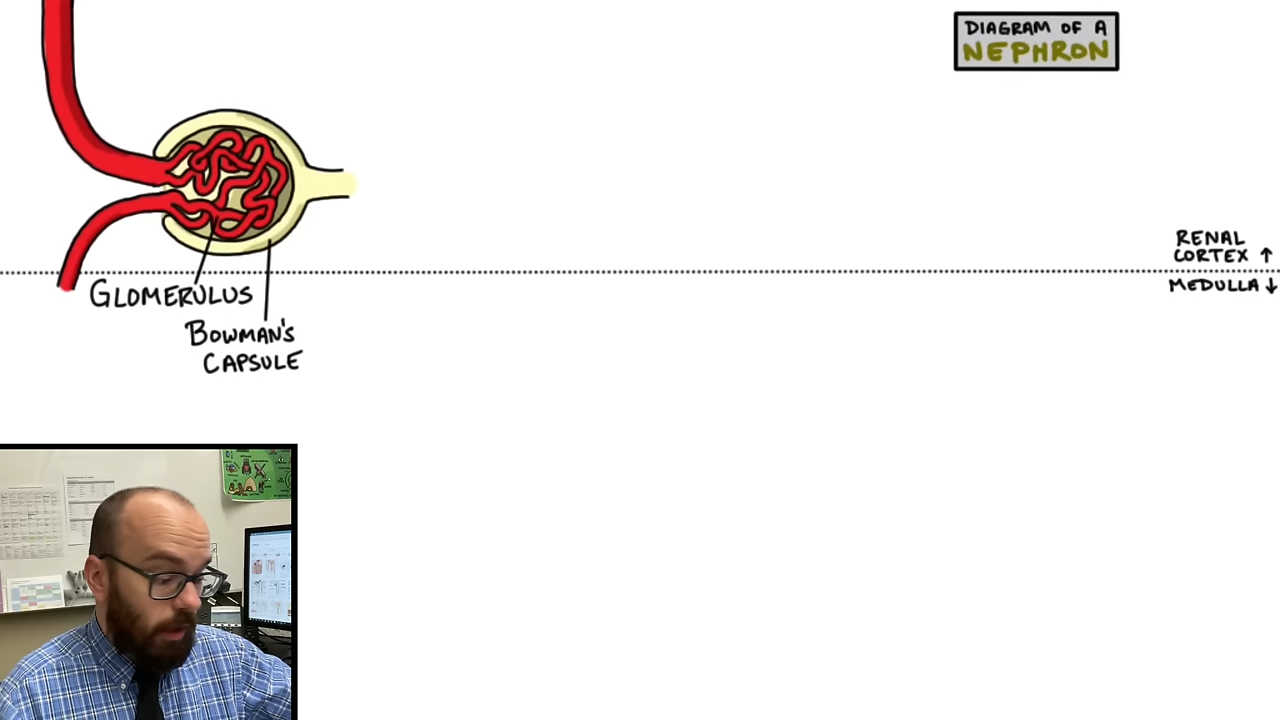 DIAGRAM OF A
NEPHRON
RENAL
CORTEX ↑
MEDULLA ↓
GLOMERULUS
BOWMAN'S
CAPSULE